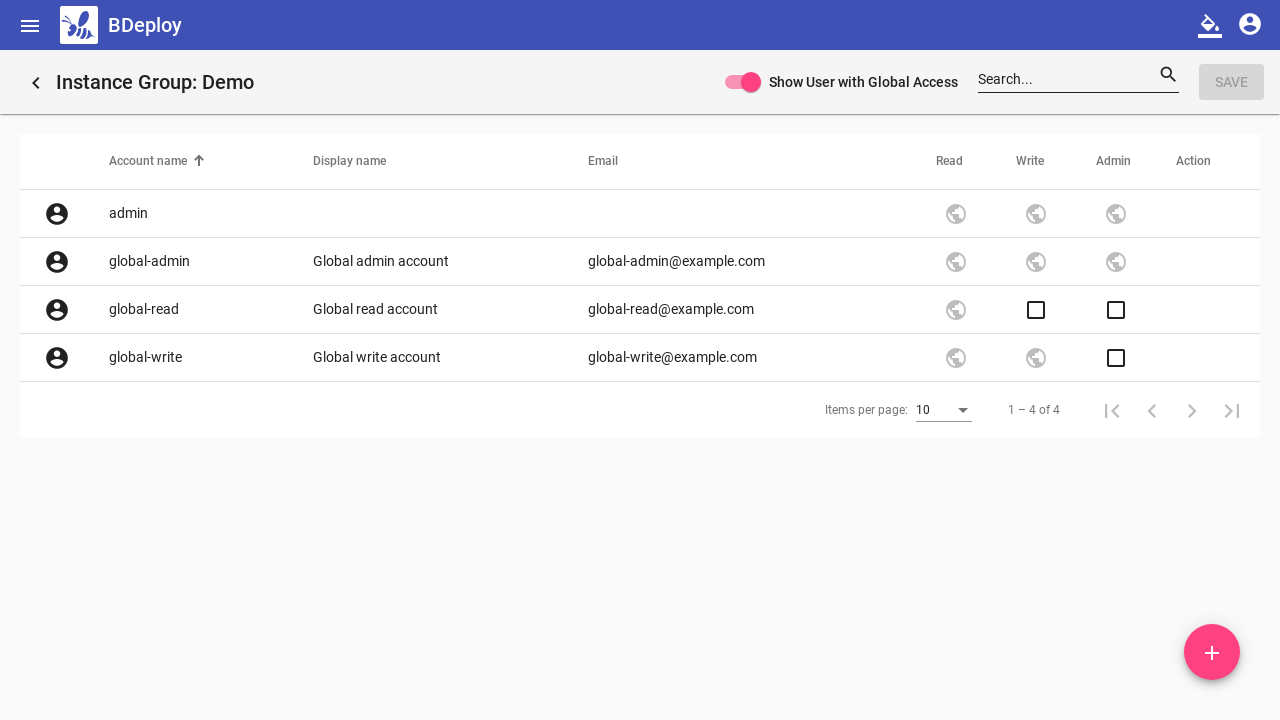 BDeploy
Instance Group: Demo
Show User with Global Access
Search...
SAVE
Account name
Display name
Email
Read
Write
Admin
Action
admin
global-admin
Global admin account
global-admin@example.com
global-read
Global read account
global-read@example.com
global-write
Global write account
global-write@example.com
Items per page:
10
1 – 4 of 4